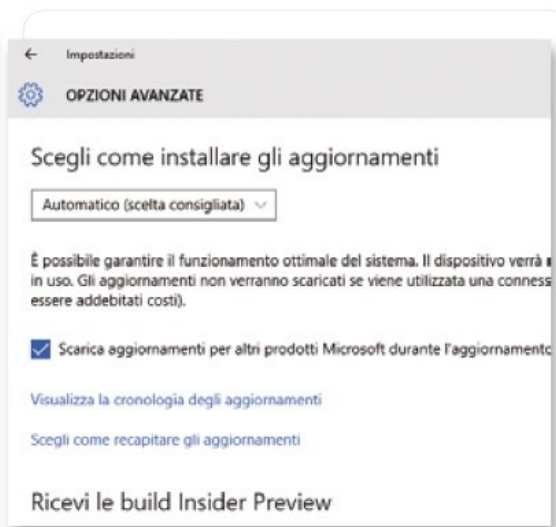 Impostazioni
OPZIONI AVANZATE
Scegli come installare gli aggiornamenti
Automatico (scelta consigliata)
È possibile garantire il funzionamento ottimale del sistema. Il dispositivo verrà
in uso. Gli aggiornamenti non verranno scaricati se viene utilizzata una conness
essere addebitati costi).
Scarica aggiornamenti per altri prodotti Microsoft durante l'aggiornamento
Visualizza la cronologia degli aggiornamenti
Scegli come recapitare gli aggiornamenti
Ricevi le build Insider Preview